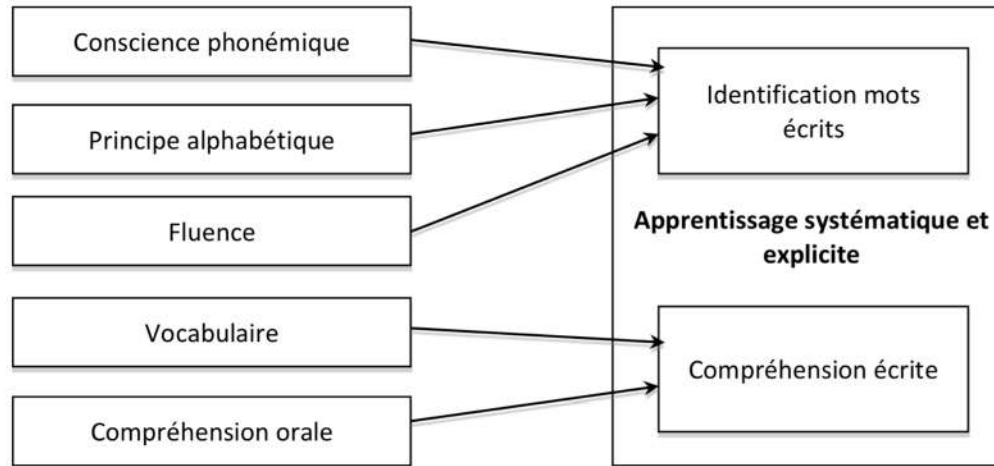 Conscience phonémique
Principe alphabétique
Fluence
Vocabulaire
Compréhension orale
Identification mots
écrits
Apprentissage systématique et
explicite
Compréhension écrite